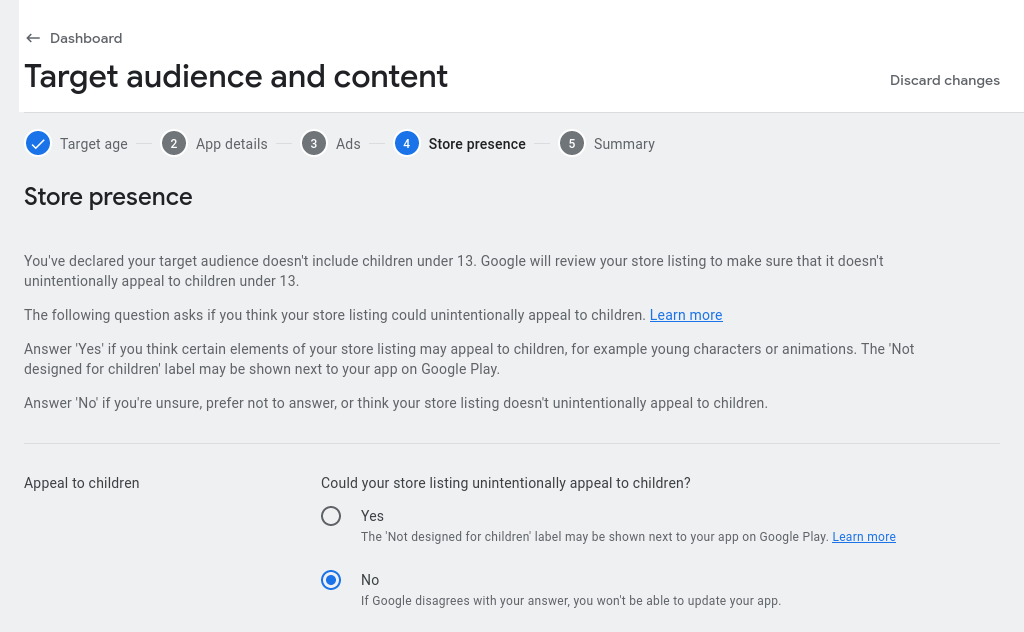 Dashboard
Target audience and content
Discard changes
Target age
2 App details
3 Ads
4 Store presence
5 Summary
Store presence
You've declared your target audience doesn't include children under 13. Google will review your store listing to make sure that it doesn't
unintentionally appeal to children under 13.
The following question asks if you think your store listing could unintentionally appeal to children. Learn more
Answer 'Yes' if you think certain elements of your store listing may appeal to children, for example young characters or animations. The 'Not
designed for children' label may be shown next to your app on Google Play.
Answer 'No' if you're unsure, prefer not to answer, or think your store listing doesn't unintentionally appeal to children.
Appeal to children
Could your store listing unintentionally appeal to children?
Yes
The 'Not designed for children' label may be shown next to your app on Google Play. Learn more
No
If Google disagrees with your answer, you won't be able to update your app.